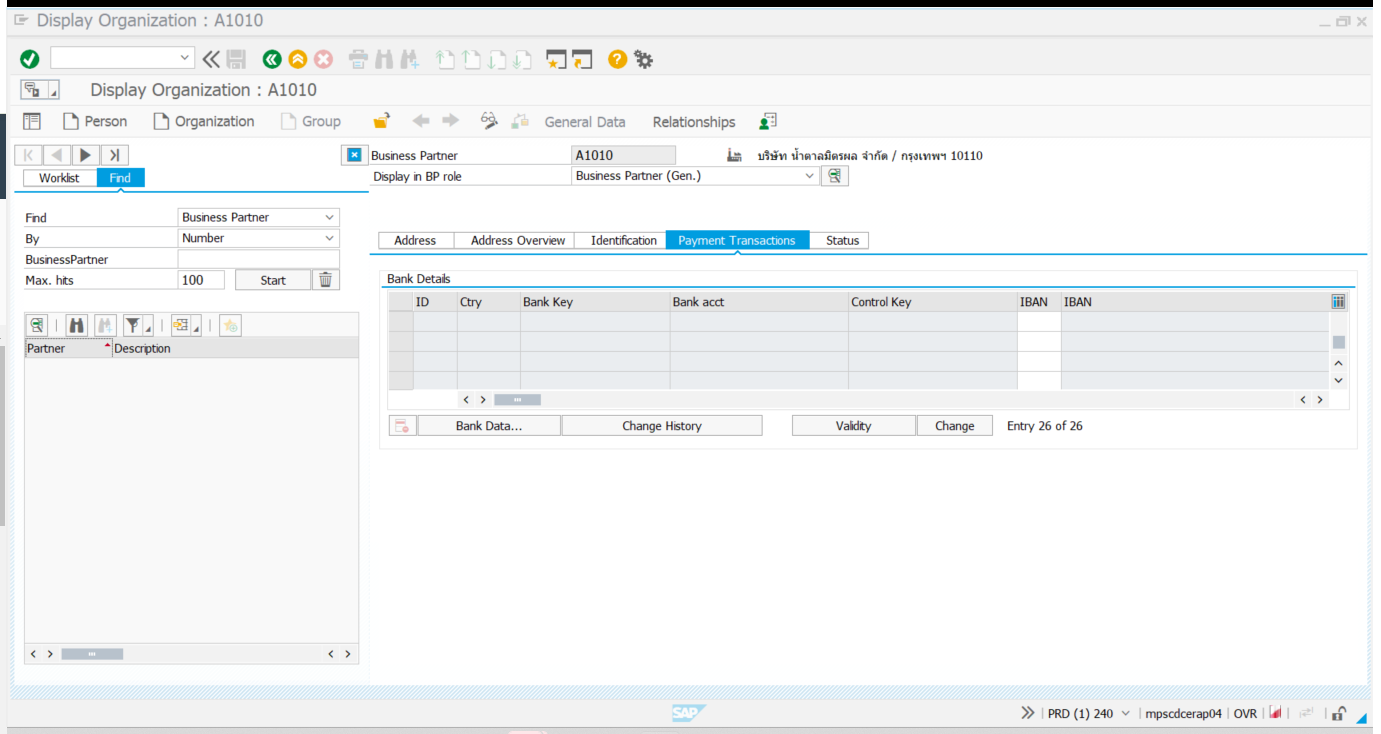 Display Organization : A1010
Display Organization : A1010
Person Organization Group General Data Relationships
Business Partner A1010 บริษัท น้ำตาลมิตรผล จำกัด / กรุงเทพฯ 10110
Worklist Find
Display in BP role Business Partner (Gen.)
Find Business Partner
By Number
BusinessPartner
Max. hits 100 Start
Partner Description
Address Address Overview Identification Payment Transactions Status
Bank Details
ID Ctry Bank Key Bank acct Control Key IBAN IBAN
Bank Data... Change History Validity Change Entry 26 of 26
SAP PRD (1) 240 mpscdcerap04 OVR